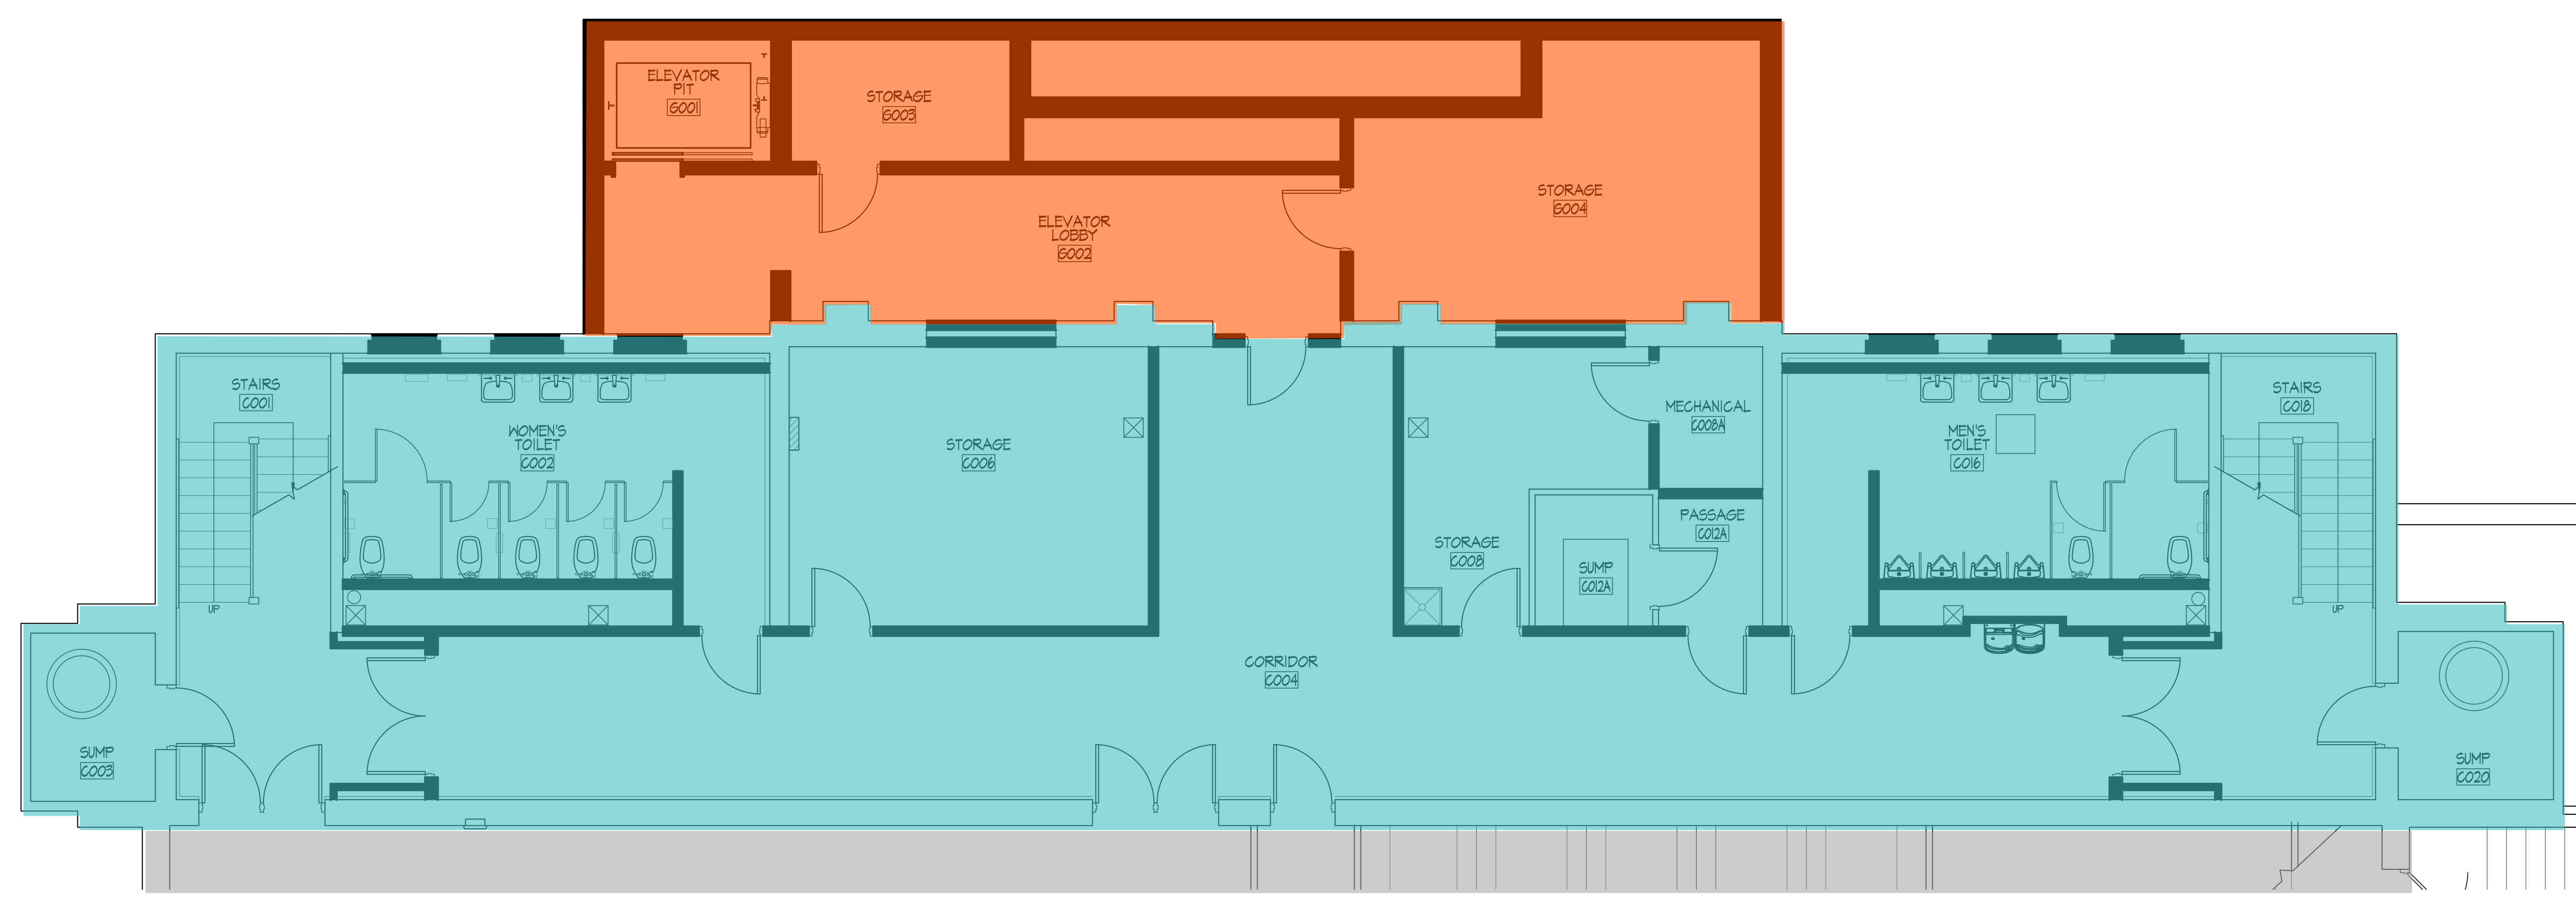 ELEVATOR
PIT
G001
STORAGE
G003
STORAGE
G004
ELEVATOR
LOBBY
G002
STAIRS
C001
WOMEN'S
TOILET
C002
STORAGE
C006
MECHANICAL
C008A
MEN'S
TOILET
C016
STAIRS
C018
PASSAGE
C012A
STORAGE
C008
SUMP
C012A
UP
UP
CORRIDOR
C004
SUMP
C003
SUMP
C020